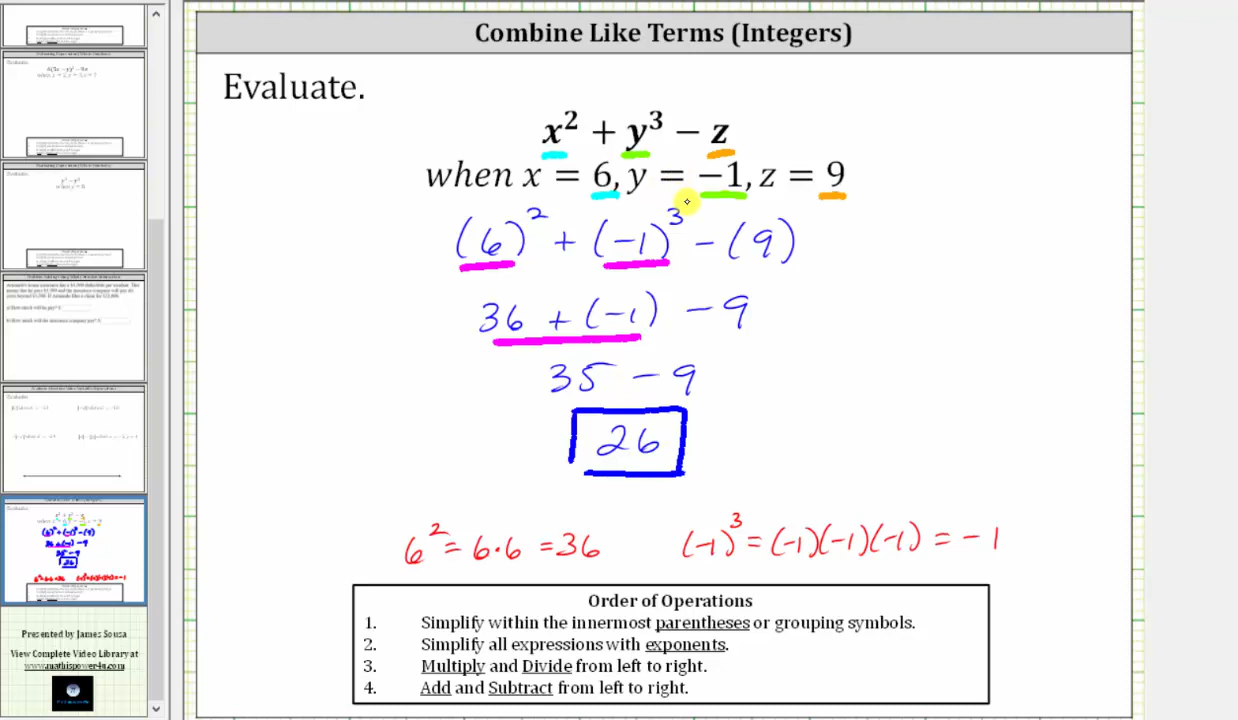 Combine Like Terms (Integers)
Evaluate.
x² + y³ − z
when x = 6, y = −1, z = 9
(6)² + (-1)³ - (9)
36 + (-1) - 9
35 - 9
26
6² = 6·6 = 36
(-1)³ = (-1)(-1)(-1) = -1
Order of Operations
1. Simplify within the innermost parentheses or grouping symbols.
2. Simplify all expressions with exponents.
3. Multiply and Divide from left to right.
4. Add and Subtract from left to right.
Presented by James Sousa
View Complete Video Library at
www.mathispower4u.com